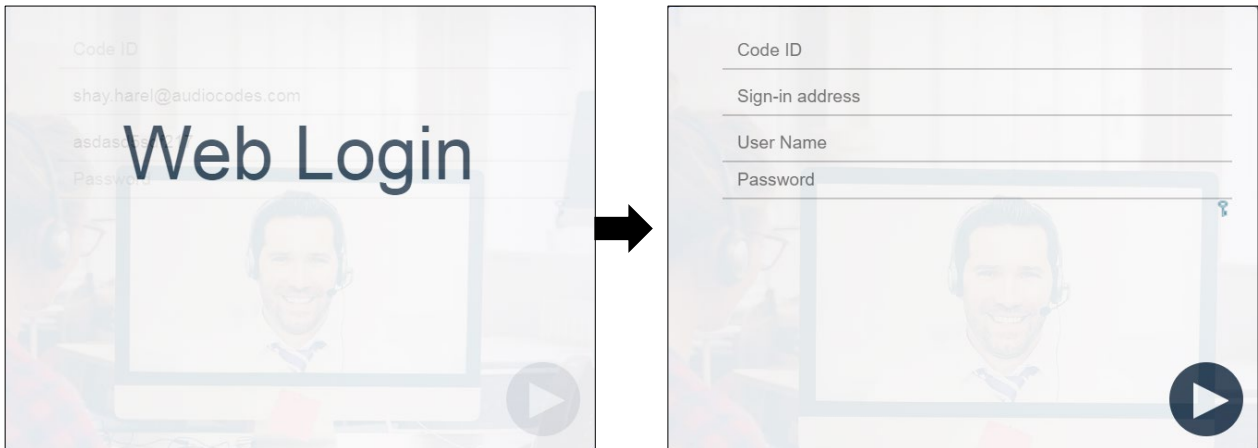 Code ID
shay.harel@audiocodes.com
Web Login
Password
Code ID
Sign-in address
User Name
Password